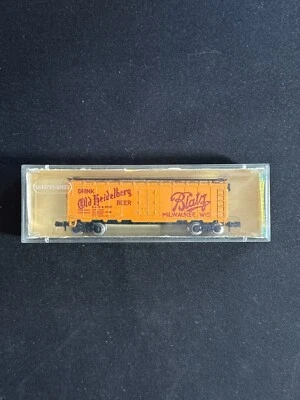 DRINK
Old Heidelberg
BEER
Blatz
MILWAUKEE, WIS.